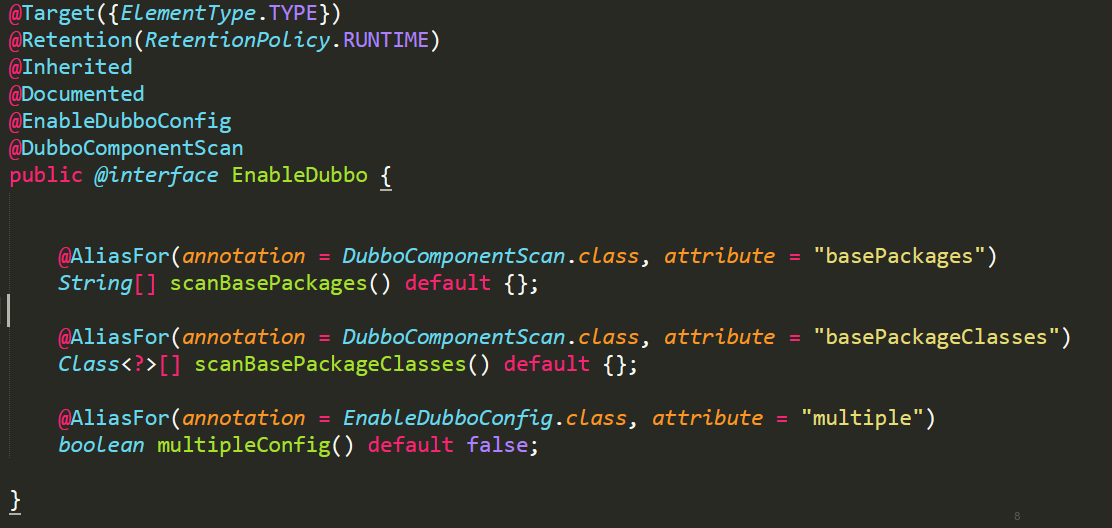 @Target({ElementType.TYPE})
@Retention(RetentionPolicy.RUNTIME)
@Inherited
@Documented
@EnableDubboConfig
@DubboComponentScan
public @interface EnableDubbo {
@AliasFor(annotation = DubboComponentScan.class, attribute = "basePackages")
String[] scanBasePackages() default {};
@AliasFor(annotation = DubboComponentScan.class, attribute = "basePackageClasses")
Class<?>[] scanBasePackageClasses() default {};
@AliasFor(annotation = EnableDubboConfig.class, attribute = "multiple")
boolean multipleConfig() default false;
}
8